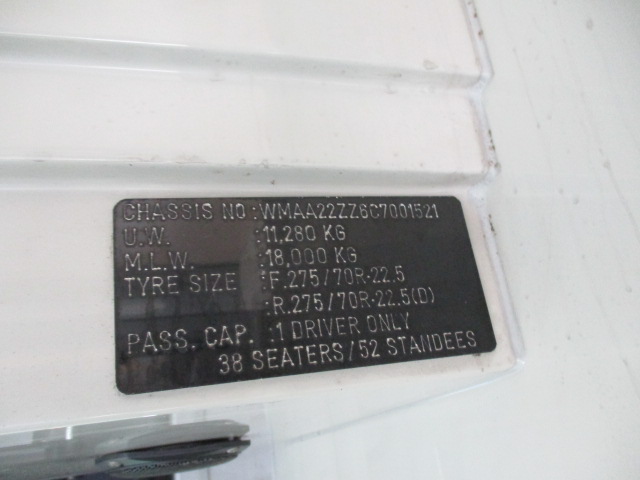 CHASSIS NO :WMAA22ZZ6C7001521
U.W. :11,280 KG
M.L.W. :18,000 KG
TYRE SIZE :F.275/70R-22.5
:R.275/70R-22.5(D)
PASS. CAP. :1 DRIVER ONLY
38 SEATERS/52 STANDEES